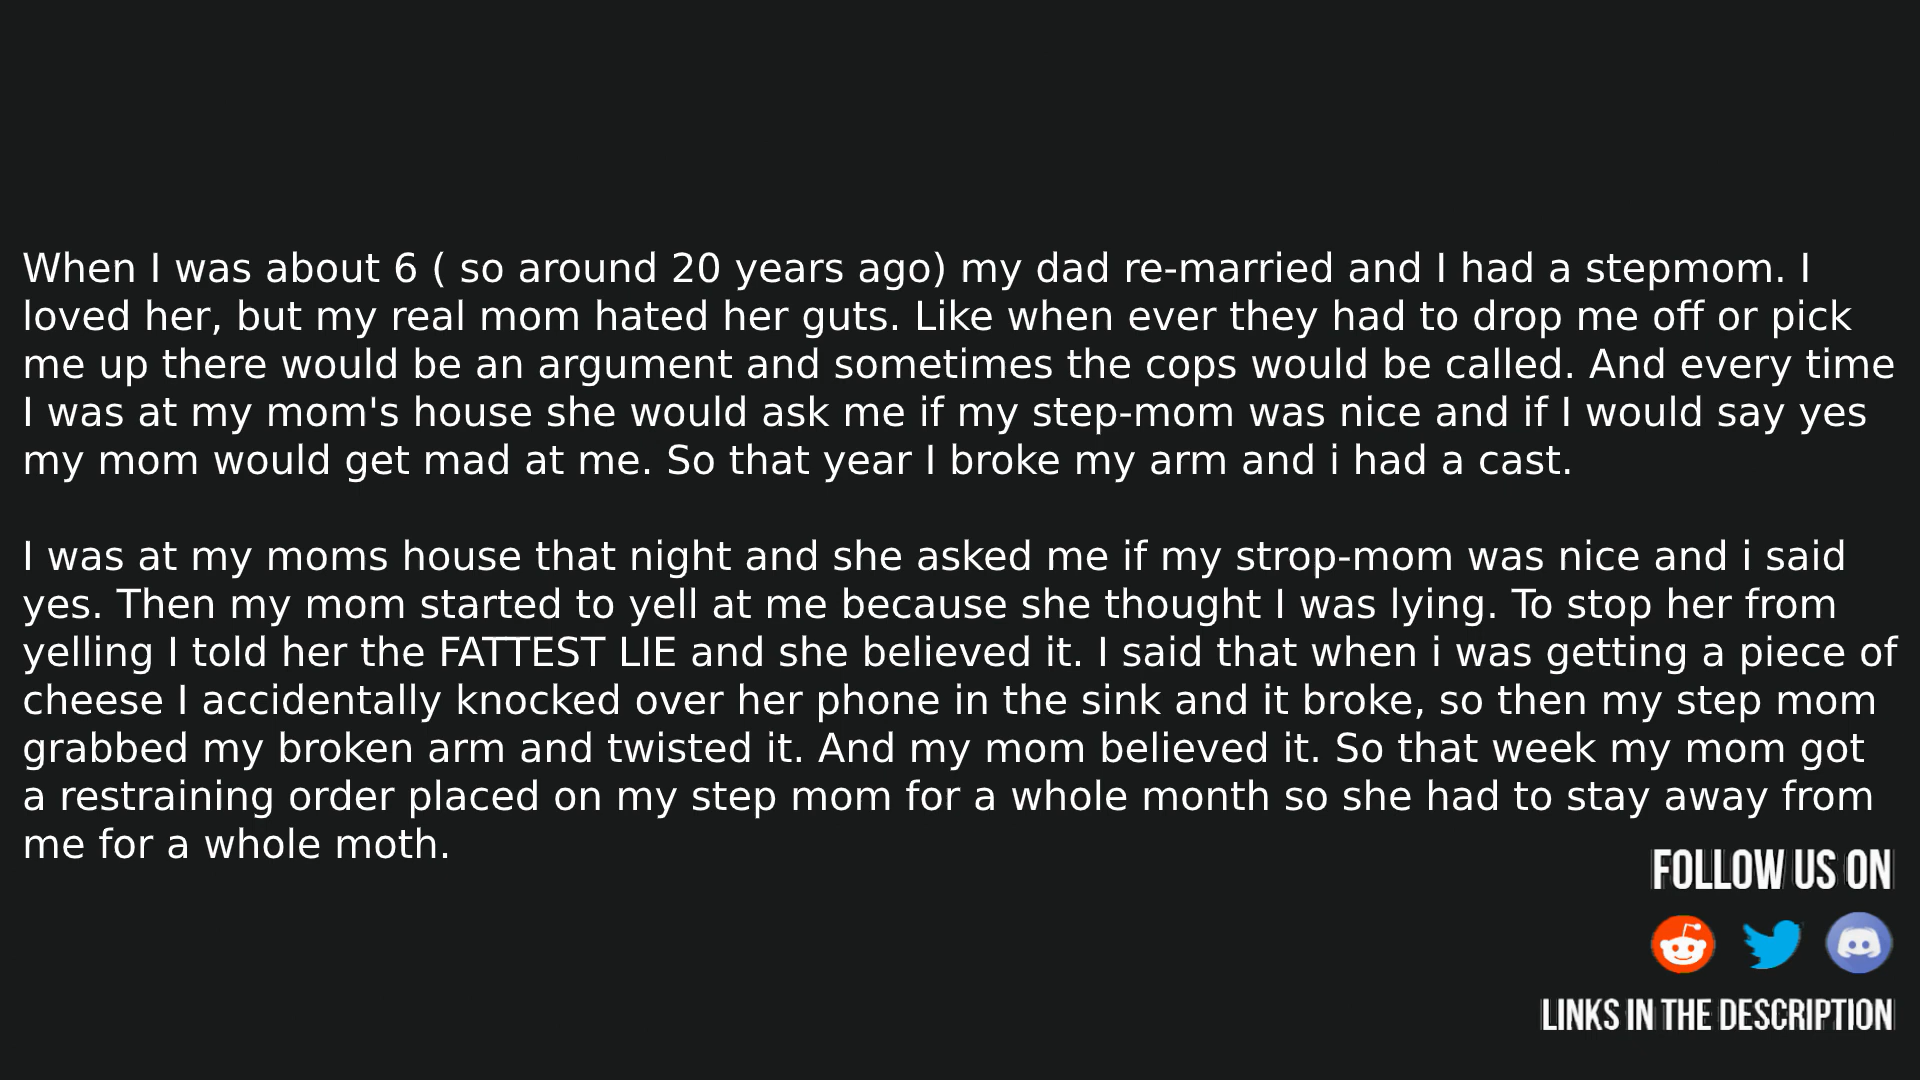 When I was about 6 ( so around 20 years ago) my dad re-married and I had a stepmom. I
loved her, but my real mom hated her guts. Like when ever they had to drop me off or pick
me up there would be an argument and sometimes the cops would be called. And every time
I was at my mom's house she would ask me if my step-mom was nice and if I would say yes
my mom would get mad at me. So that year I broke my arm and i had a cast.
I was at my moms house that night and she asked me if my strop-mom was nice and i said
yes. Then my mom started to yell at me because she thought I was lying. To stop her from
yelling I told her the FATTEST LIE and she believed it. I said that when i was getting a piece of
cheese I accidentally knocked over her phone in the sink and it broke, so then my step mom
grabbed my broken arm and twisted it. And my mom believed it. So that week my mom got
a restraining order placed on my step mom for a whole month so she had to stay away from
me for a whole moth.
FOLLOW US ON
LINKS IN THE DESCRIPTION